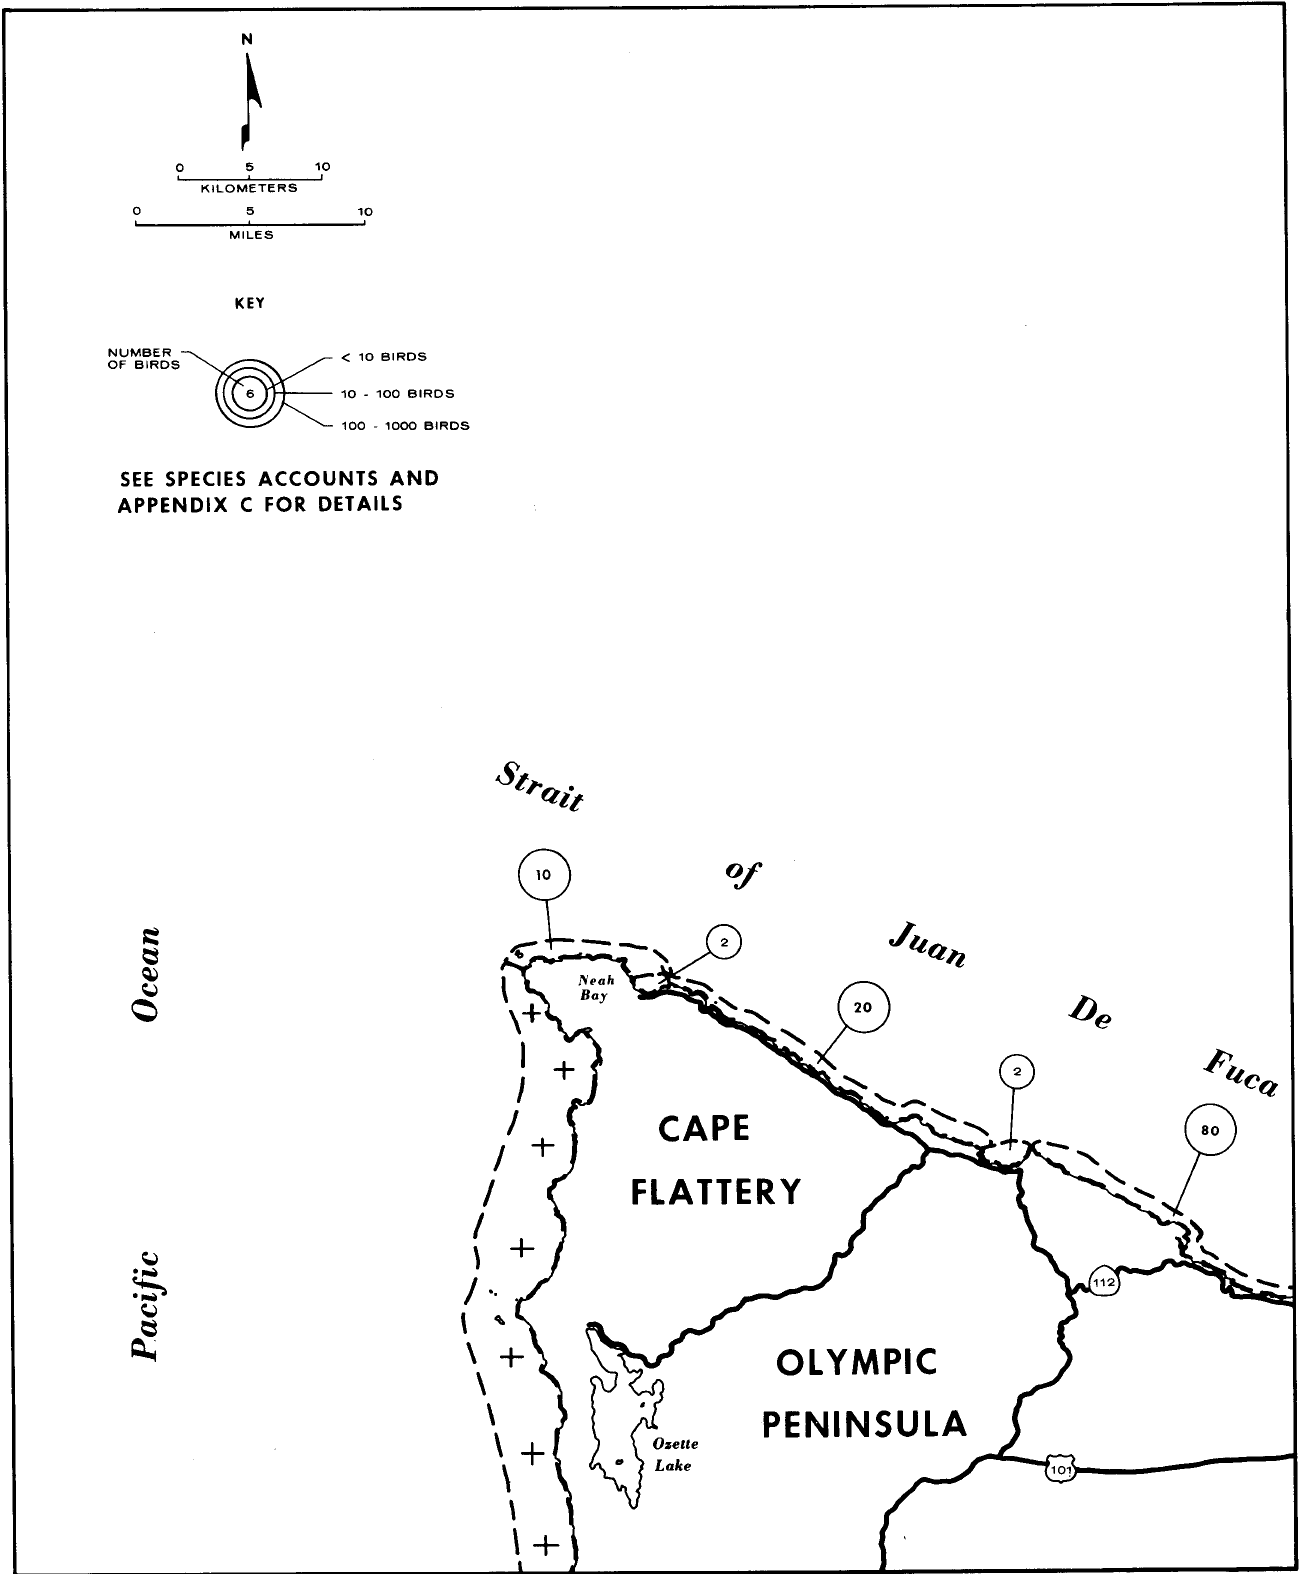 N
0 5 10
KILOMETERS
0 5 10
MILES
KEY
NUMBER
OF BIRDS
6
< 10 BIRDS
10 - 100 BIRDS
100 - 1000 BIRDS
SEE SPECIES ACCOUNTS AND
APPENDIX C FOR DETAILS
Strait
of
Juan
De
Fuca
Pacific Ocean
10
2
20
2
80
Neah
Bay
CAPE
FLATTERY
112
OLYMPIC
PENINSULA
Ozette
Lake
101